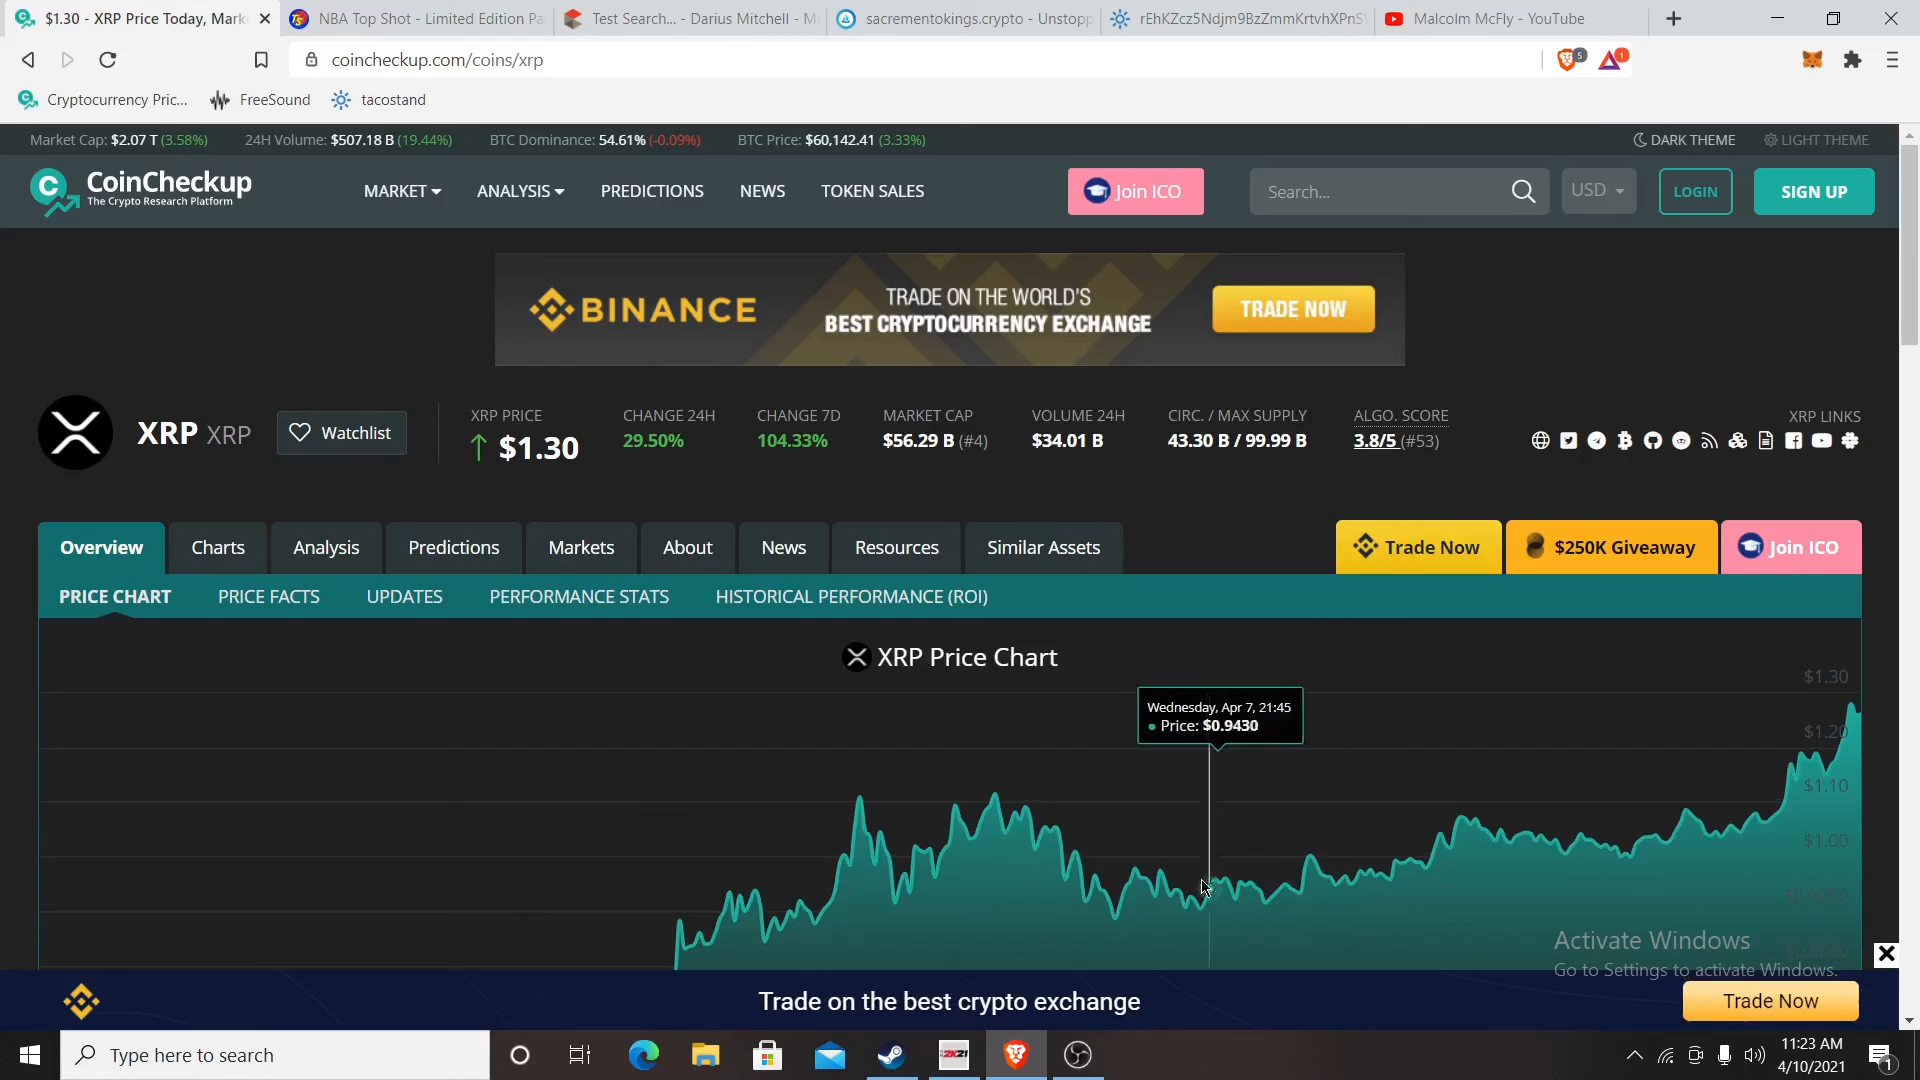 $1.30 - XRP Price Today, Mark
NBA Top Shot - Limited Edition Pa
Test Search... - Darius Mitchell - M
sacrementokings.crypto - Unstopp
rEhKZcz5Ndjm9BzZmmKrtvhXPnS
Malcolm McFly - YouTube
coincheckup.com/coins/xrp
5
1
Cryptocurrency Pric...
FreeSound
tacostand
Market Cap: $2.07 T (3.58%)
24H Volume: $507.18 B (19.44%)
BTC Dominance: 54.61% (-0.09%)
BTC Price: $60,142.41 (3.33%)
DARK THEME
LIGHT THEME
CoinCheckup
The Crypto Research Platform
MARKET
ANALYSIS
PREDICTIONS
NEWS
TOKEN SALES
Join ICO
Search...
USD
LOGIN
SIGN UP
BINANCE
TRADE ON THE WORLD'S
BEST CRYPTOCURRENCY EXCHANGE
TRADE NOW
XRP XRP
Watchlist
XRP PRICE
$1.30
CHANGE 24H
29.50%
CHANGE 7D
104.33%
MARKET CAP
$56.29 B (#4)
VOLUME 24H
$34.01 B
CIRC. / MAX SUPPLY
43.30 B / 99.99 B
ALGO. SCORE
3.8/5 (#53)
XRP LINKS
Overview
Charts
Analysis
Predictions
Markets
About
News
Resources
Similar Assets
Trade Now
$250K Giveaway
Join ICO
PRICE CHART
PRICE FACTS
UPDATES
PERFORMANCE STATS
HISTORICAL PERFORMANCE (ROI)
XRP Price Chart
$1.30
Wednesday, Apr 7, 21:45
Price: $0.9430
$1.20
$1.10
$1.00
Activate Windows
Go to Settings to activate Windows.
Trade on the best crypto exchange
Trade Now
Type here to search
2K21
11:23 AM
4/10/2021
1